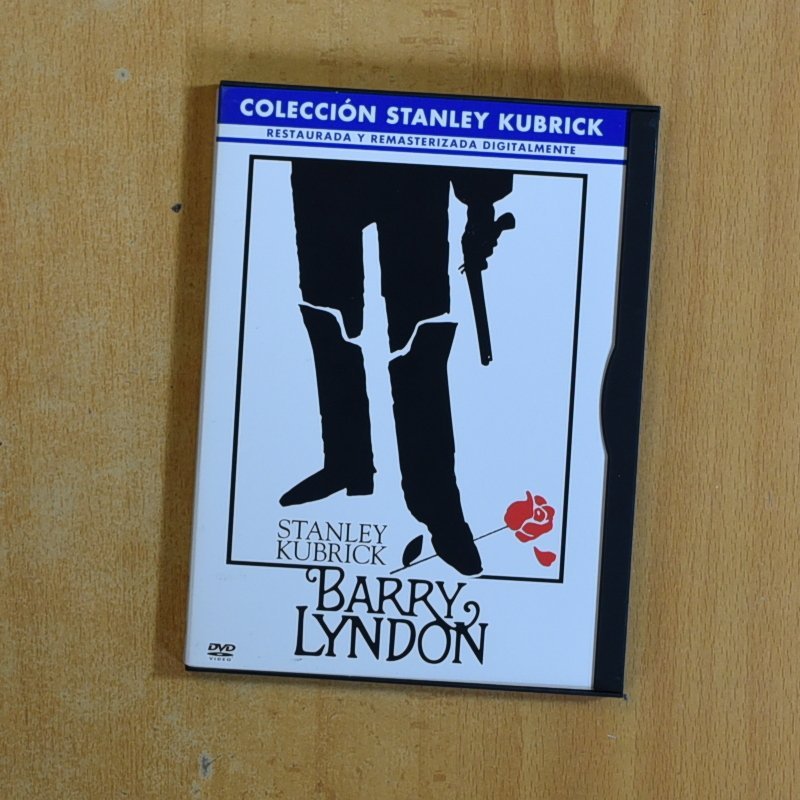 COLECCIÓN STANLEY KUBRICK
RESTAURADA Y REMASTERIZADA DIGITALMENTE
STANLEY
KUBRICK
BARRY
LYNDON
DVD
VIDEO